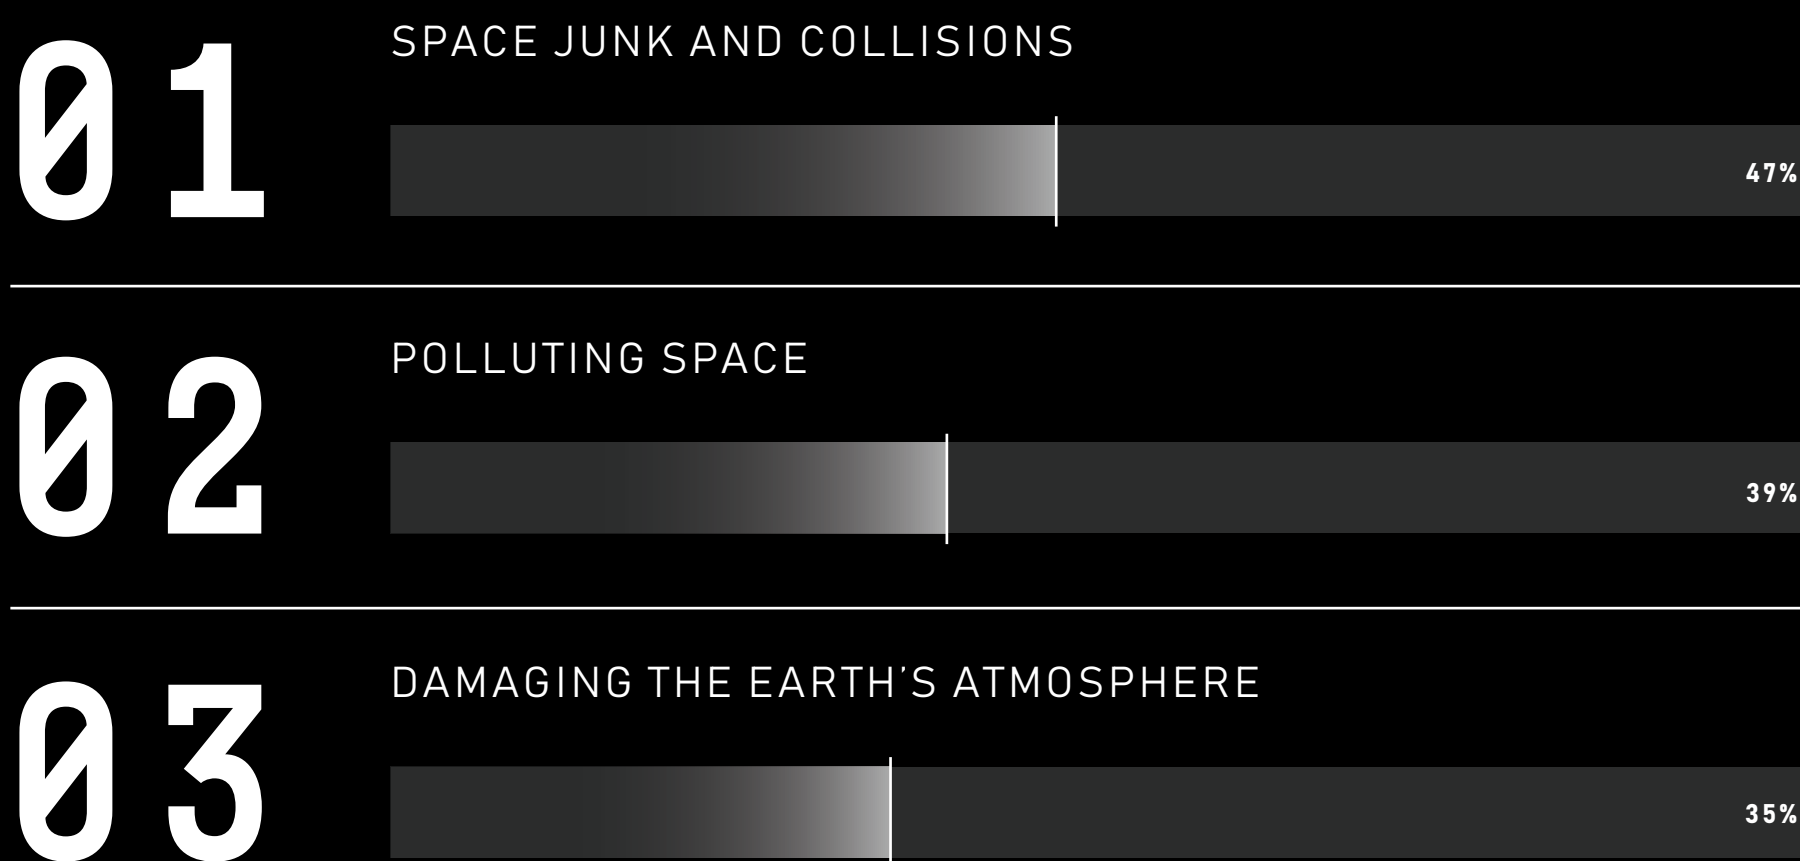 01
SPACE JUNK AND COLLISIONS
47%
02
POLLUTING SPACE
39%
03
DAMAGING THE EARTH’S ATMOSPHERE
35%